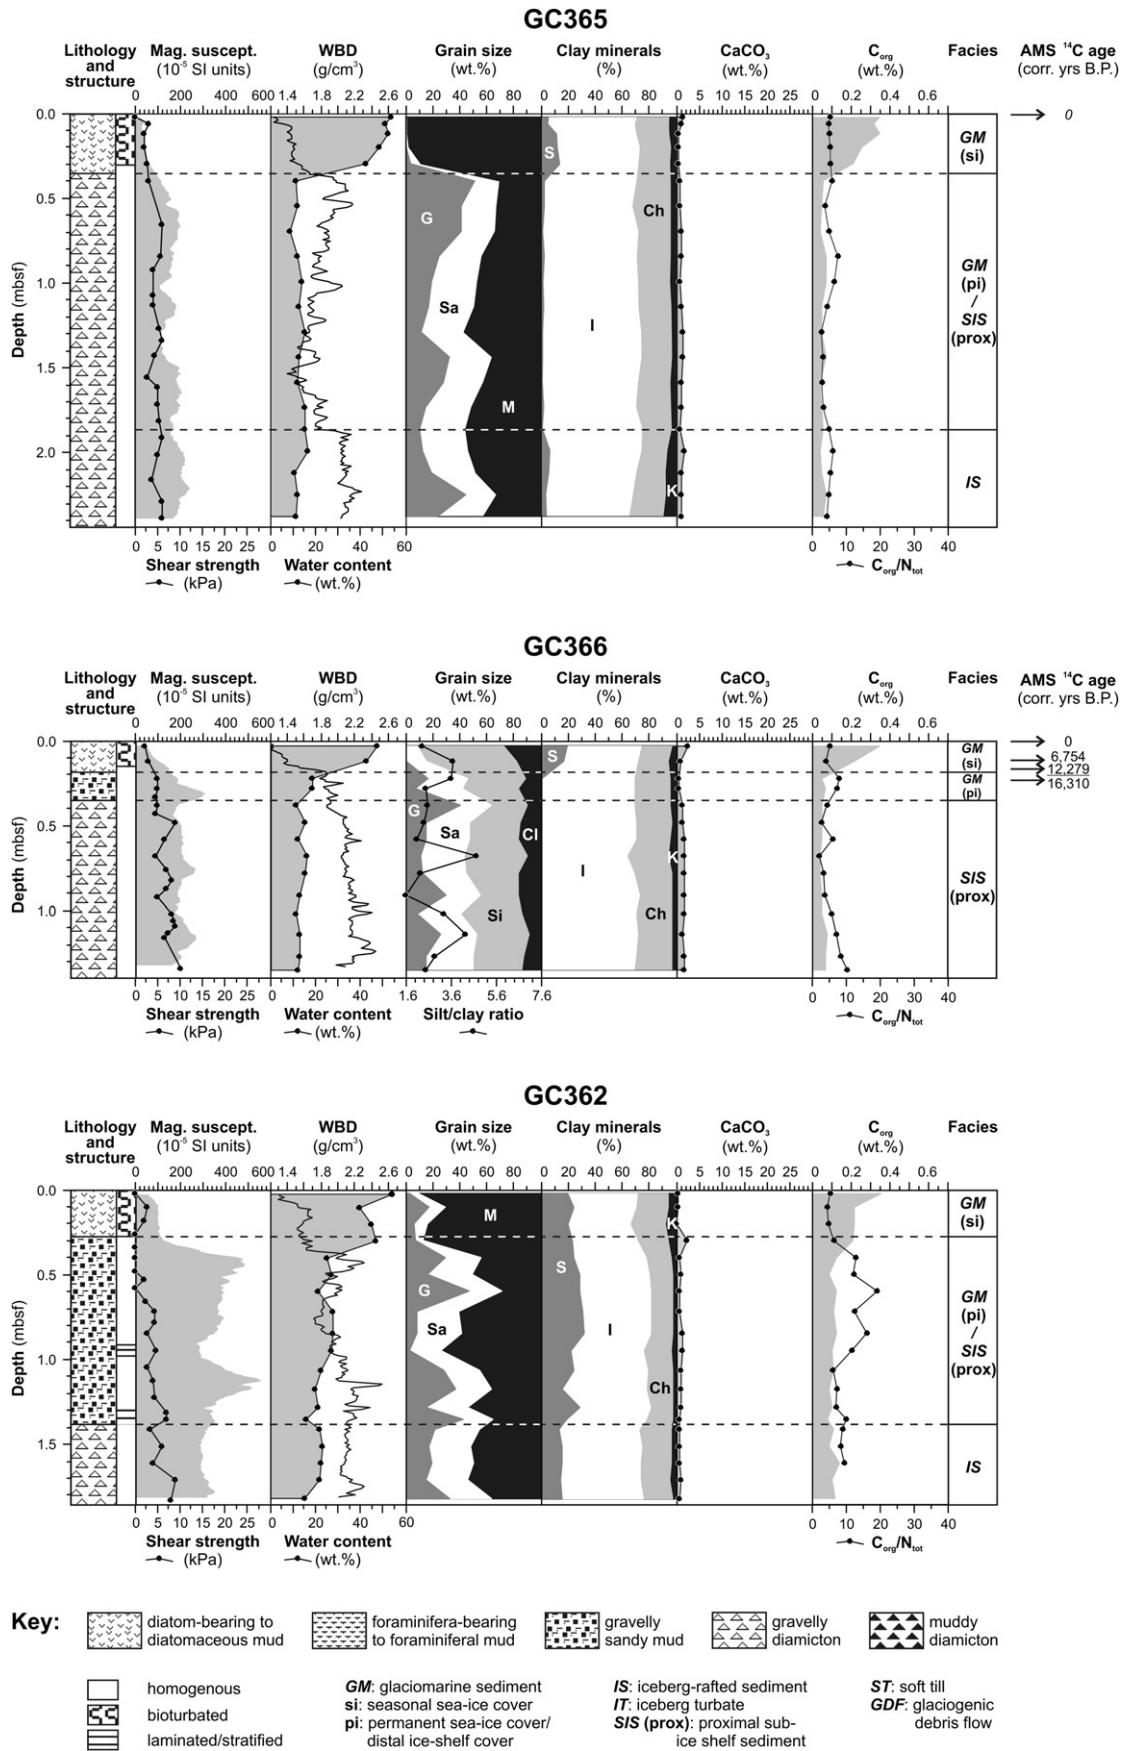 GC365
Lithology and structure
Mag. suscept. (10⁻⁵ SI units)
WBD (g/cm³)
Grain size (wt.%)
Clay minerals (%)
CaCO₃ (wt.%)
C_org (wt.%)
Facies
AMS ¹⁴C age (corr. yrs B.P.)
0 200 400 600 1.4 1.8 2.2 2.6 0 20 40 60 80 0 20 40 60 80 0 5 10 15 20 25 0 0.2 0.4 0.6
Depth (mbsf)
0.0
0.5
1.0
1.5
2.0
G
Sa
M
S
I
Ch
K
GM
(si)
GM
(pi)
/
SIS
(prox)
IS
0
0 5 10 15 20 25 0 20 40 60 0 10 20 30 40
Shear strength (kPa)
Water content (wt.%)
C_org/N_tot
GC366
Lithology and structure
Mag. suscept. (10⁻⁵ SI units)
WBD (g/cm³)
Grain size (wt.%)
Clay minerals (%)
CaCO₃ (wt.%)
C_org (wt.%)
Facies
AMS ¹⁴C age (corr. yrs B.P.)
0 200 400 600 1.4 1.8 2.2 2.6 0 20 40 60 80 0 20 40 60 80 0 5 10 15 20 25 0 0.2 0.4 0.6
Depth (mbsf)
0.0
0.5
1.0
G
Sa
Si
Cl
S
I
Ch
K
GM
(si)
GM
(pi)
SIS
(prox)
0
6,754
12,279
16,310
0 5 10 15 20 25 0 20 40 60 1.6 3.6 5.6 7.6 0 10 20 30 40
Shear strength (kPa)
Water content (wt.%)
Silt/clay ratio
C_org/N_tot
GC362
Lithology and structure
Mag. suscept. (10⁻⁵ SI units)
WBD (g/cm³)
Grain size (wt.%)
Clay minerals (%)
CaCO₃ (wt.%)
C_org (wt.%)
Facies
0 200 400 600 1.4 1.8 2.2 2.6 0 20 40 60 80 0 20 40 60 80 0 5 10 15 20 25 0 0.2 0.4 0.6
Depth (mbsf)
0.0
0.5
1.0
1.5
M
G
Sa
S
I
Ch
K
GM
(si)
GM
(pi)
/
SIS
(prox)
IS
0 5 10 15 20 25 0 20 40 60 0 10 20 30 40
Shear strength (kPa)
Water content (wt.%)
C_org/N_tot
Key:
diatom-bearing to diatomaceous mud
foraminifera-bearing to foraminiferal mud
gravelly sandy mud
gravelly diamicton
muddy diamicton
homogenous
bioturbated
laminated/stratified
GM: glaciomarine sediment
si: seasonal sea-ice cover
pi: permanent sea-ice cover/
distal ice-shelf cover
IS: iceberg-rafted sediment
IT: iceberg turbate
SIS (prox): proximal sub-
ice shelf sediment
ST: soft till
GDF: glaciogenic
debris flow